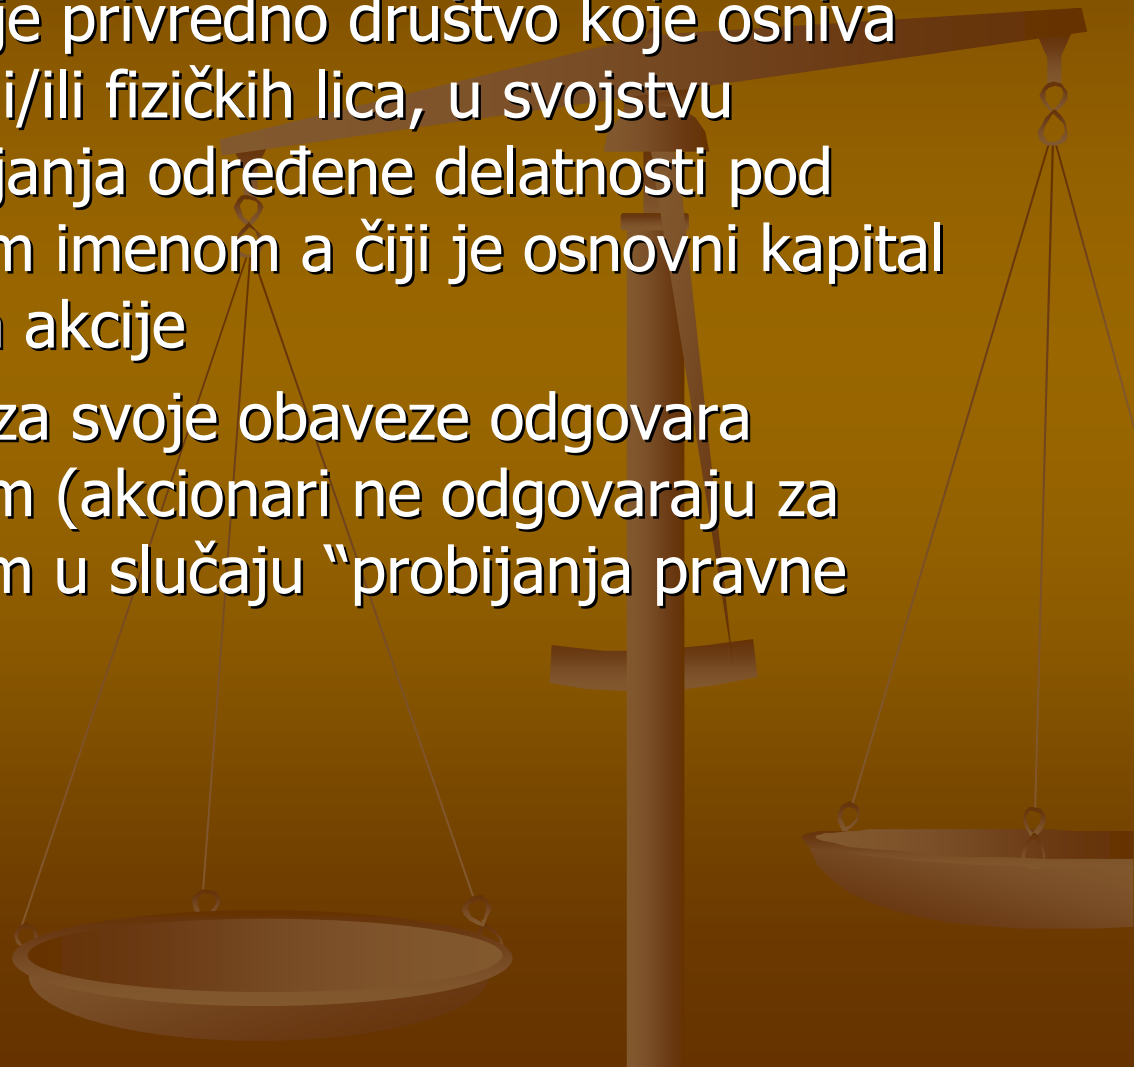 je privredno društvo koje osniva
i/ili fizičkih lica, u svojstvu
janja određene delatnosti pod
m imenom a čiji je osnovni kapital
akcije
za svoje obaveze odgovara
m (akcionari ne odgovaraju za
m u slučaju “probijanja pravne